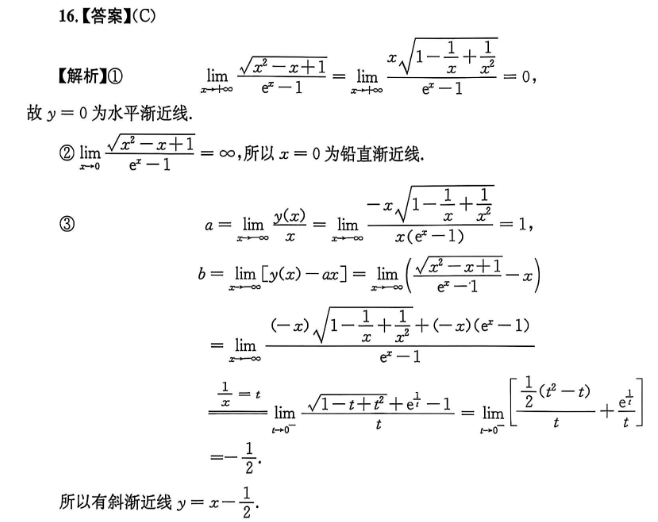 16.【答案】(C)
【解析】① $\lim\limits_{x\to+\infty}\frac{\sqrt{x^2-x+1}}{e^x-1}=\lim\limits_{x\to+\infty}\frac{x\sqrt{1-\frac{1}{x}+\frac{1}{x^2}}}{e^x-1}=0,$
故 y = 0 为水平渐近线.
② $\lim\limits_{x\to 0}\frac{\sqrt{x^2-x+1}}{e^x-1}=\infty$,所以 x = 0 为铅直渐近线.
③ $a=\lim\limits_{x\to-\infty}\frac{y(x)}{x}=\lim\limits_{x\to-\infty}\frac{-x\sqrt{1-\frac{1}{x}+\frac{1}{x^2}}}{x(e^x-1)}=1,$
$b=\lim\limits_{x\to-\infty}[y(x)-ax]=\lim\limits_{x\to-\infty}\left(\frac{\sqrt{x^2-x+1}}{e^x-1}-x\right)$
$=\lim\limits_{x\to-\infty}\frac{(-x)\sqrt{1-\frac{1}{x}+\frac{1}{x^2}}+(-x)(e^x-1)}{e^x-1}$
$\overset{\frac{1}{x}=t}{=\!=\!=}\lim\limits_{t\to 0^-}\frac{\sqrt{1-t+t^2}+e^{\frac{1}{t}}-1}{t}=\lim\limits_{t\to 0^-}\left[\frac{\frac{1}{2}(t^2-t)}{t}+\frac{e^{\frac{1}{t}}}{t}\right]$
$=-\frac{1}{2}.$
所以有斜渐近线 $y=x-\frac{1}{2}.$